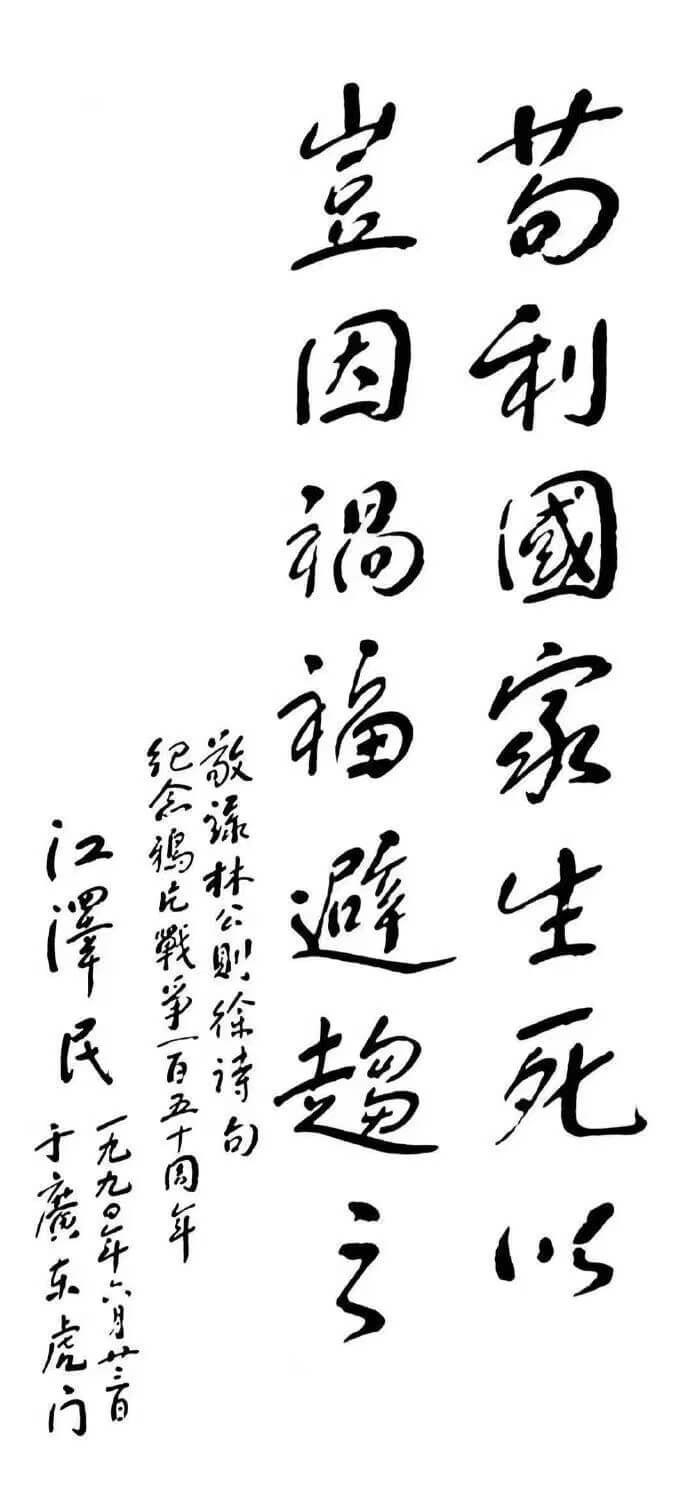 苟利國家生死以
豈因禍福避趨之
敬録林公則徐詩句
纪念鴉片戰爭一百五十周年
江澤民
一九九〇年六月廿三日
于廣东虎门